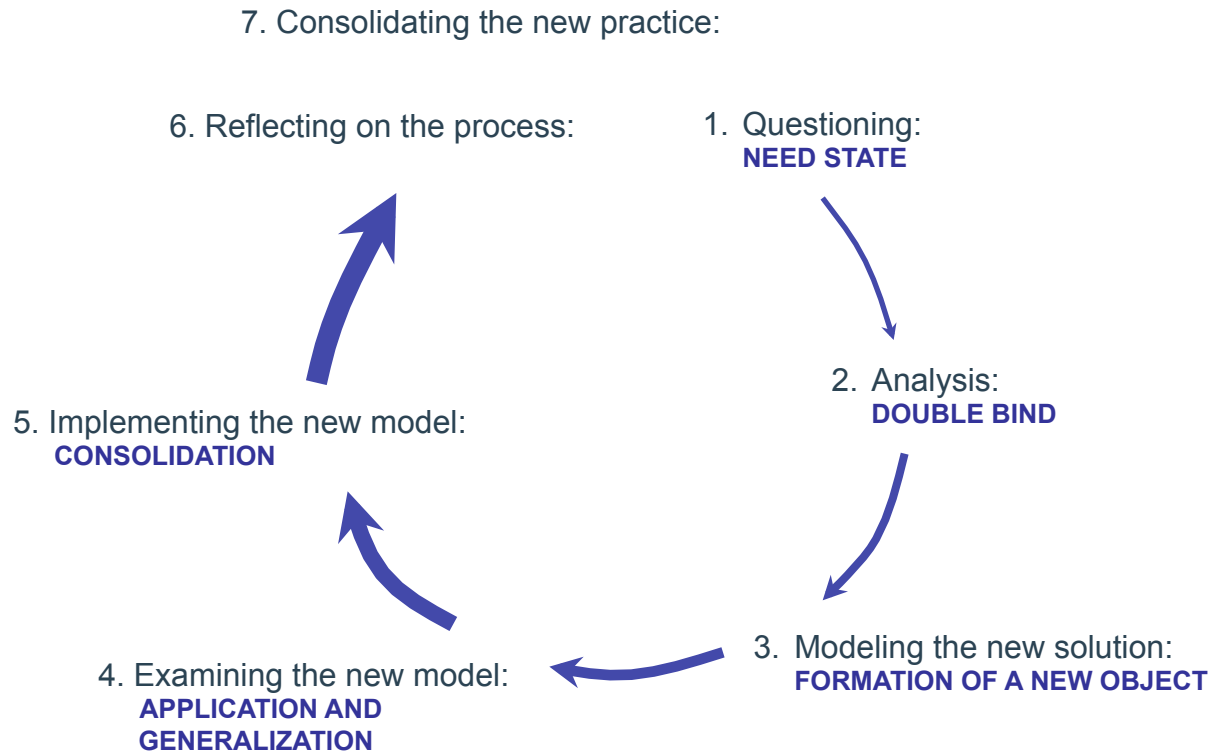 7. Consolidating the new practice:
6. Reflecting on the process:
1. Questioning:
NEED STATE
2. Analysis:
DOUBLE BIND
3. Modeling the new solution:
FORMATION OF A NEW OBJECT
4. Examining the new model:
APPLICATION AND
GENERALIZATION
5. Implementing the new model:
CONSOLIDATION